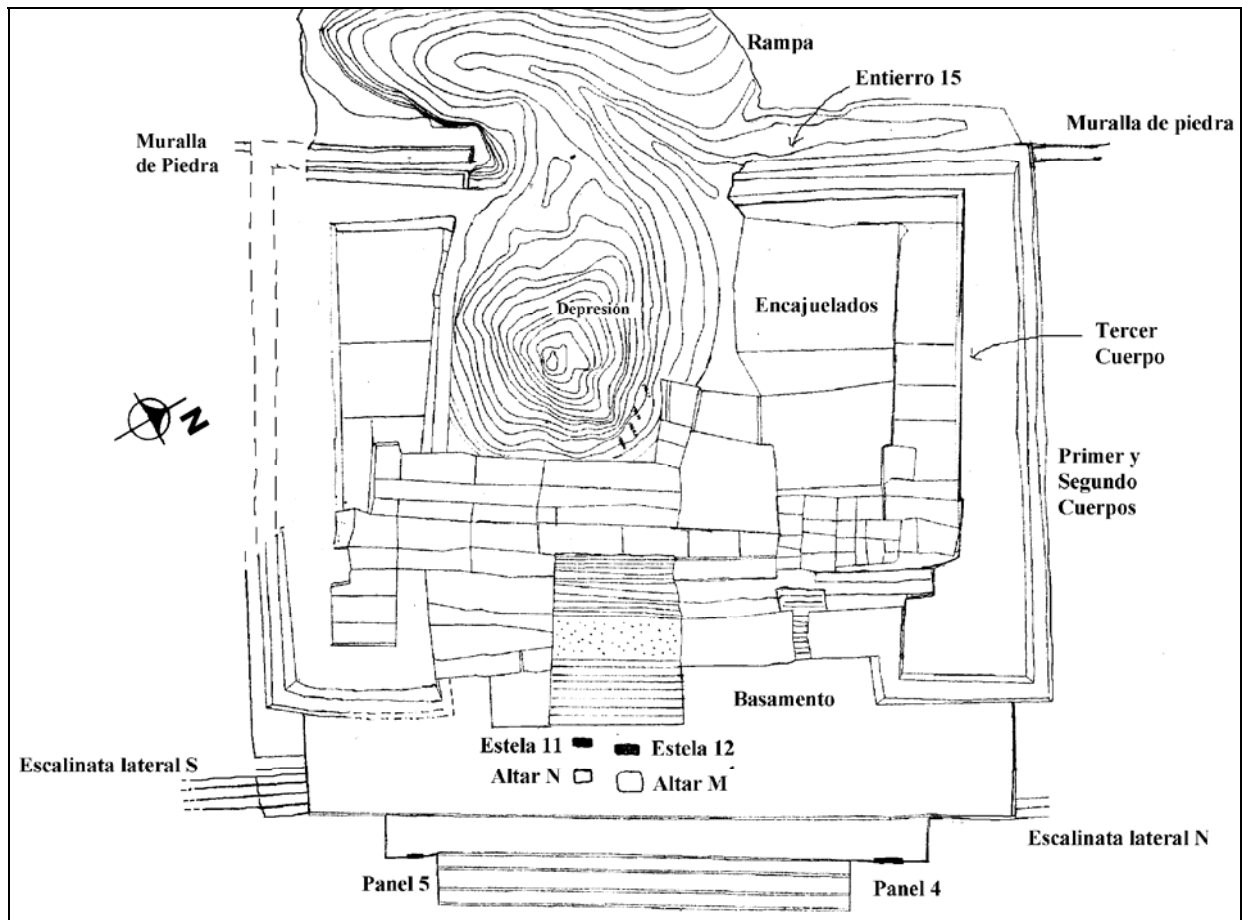 Rampa
Entierro 15
Muralla de piedra
Muralla
de Piedra
Depresión
Encajuelados
Tercer
Cuerpo
N
Primer y
Segundo
Cuerpos
Basamento
Estela 11
Estela 12
Altar N
Altar M
Escalinata lateral S
Escalinata lateral N
Panel 5
Panel 4